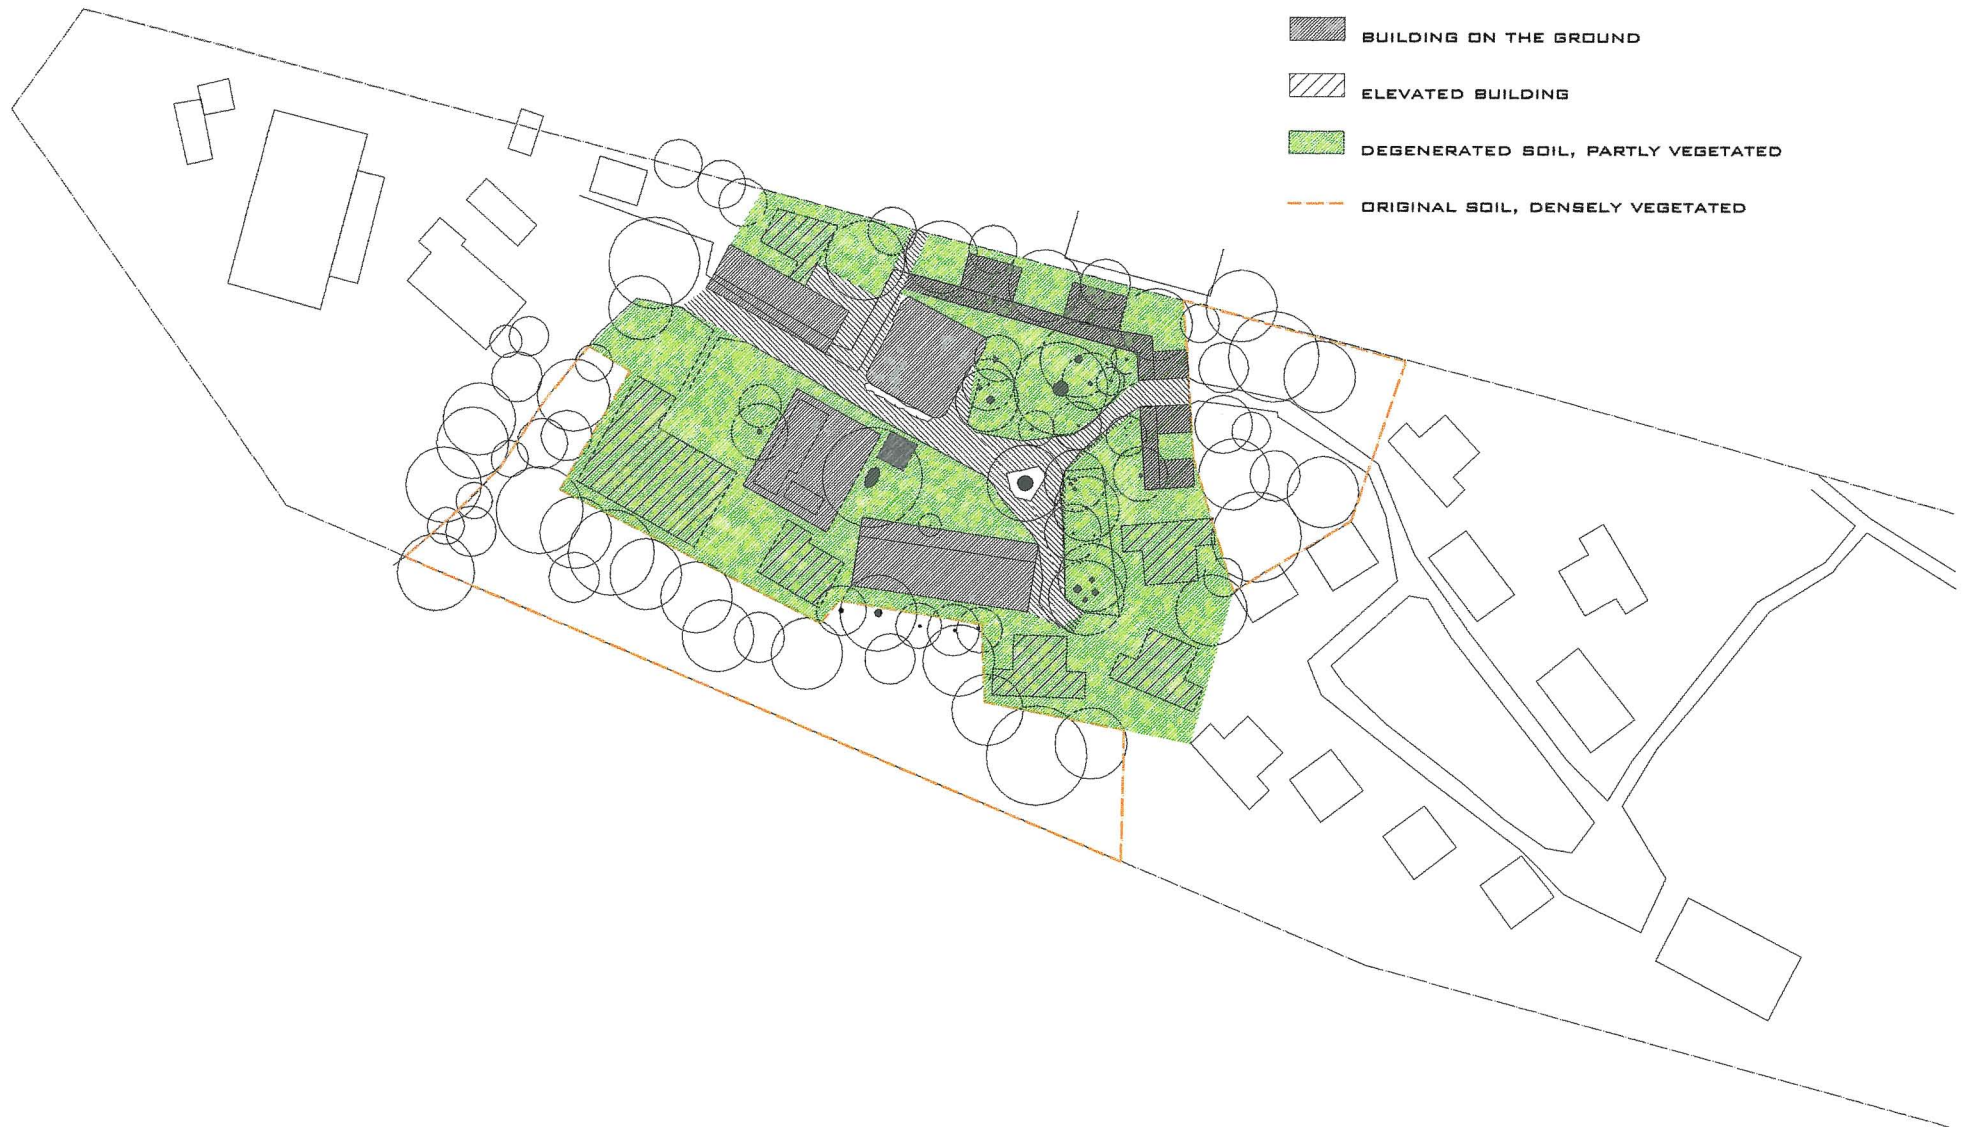 BUILDING ON THE GROUND
ELEVATED BUILDING
DEGENERATED SOIL, PARTLY VEGETATED
ORIGINAL SOIL, DENSELY VEGETATED